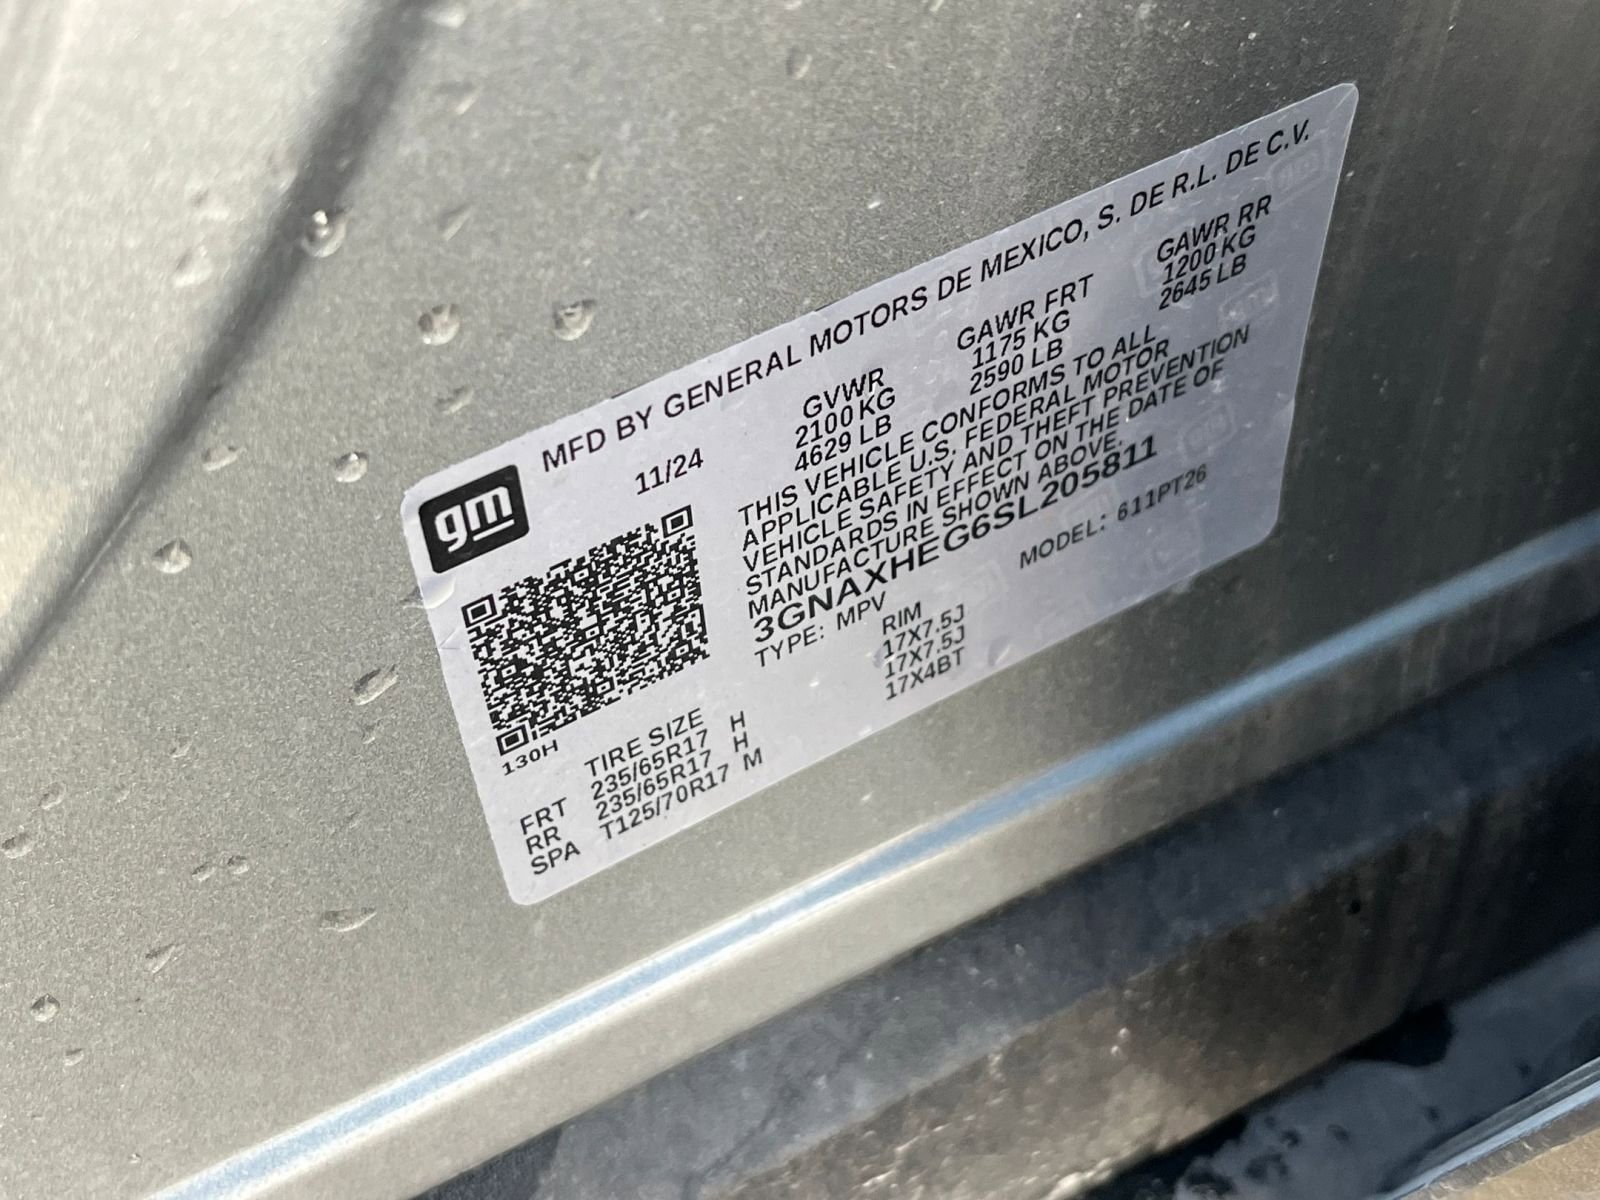 gm
MFD BY GENERAL MOTORS DE MEXICO, S. DE R.L. DE C.V.
11/24
GVWR GAWR FRT GAWR RR
2100 KG 1175 KG 1200 KG
4629 LB 2590 LB 2645 LB
THIS VEHICLE CONFORMS TO ALL
APPLICABLE U.S. FEDERAL MOTOR
VEHICLE SAFETY AND THEFT PREVENTION
STANDARDS IN EFFECT ON THE DATE OF
MANUFACTURE SHOWN ABOVE.
3GNAXHEG6SL205811
TYPE: MPV MODEL: 611PT26
130H
TIRE SIZE RIM
FRT 235/65R17 H 17X7.5J
RR 235/65R17 H 17X7.5J
SPA T125/70R17 M 17X4BT